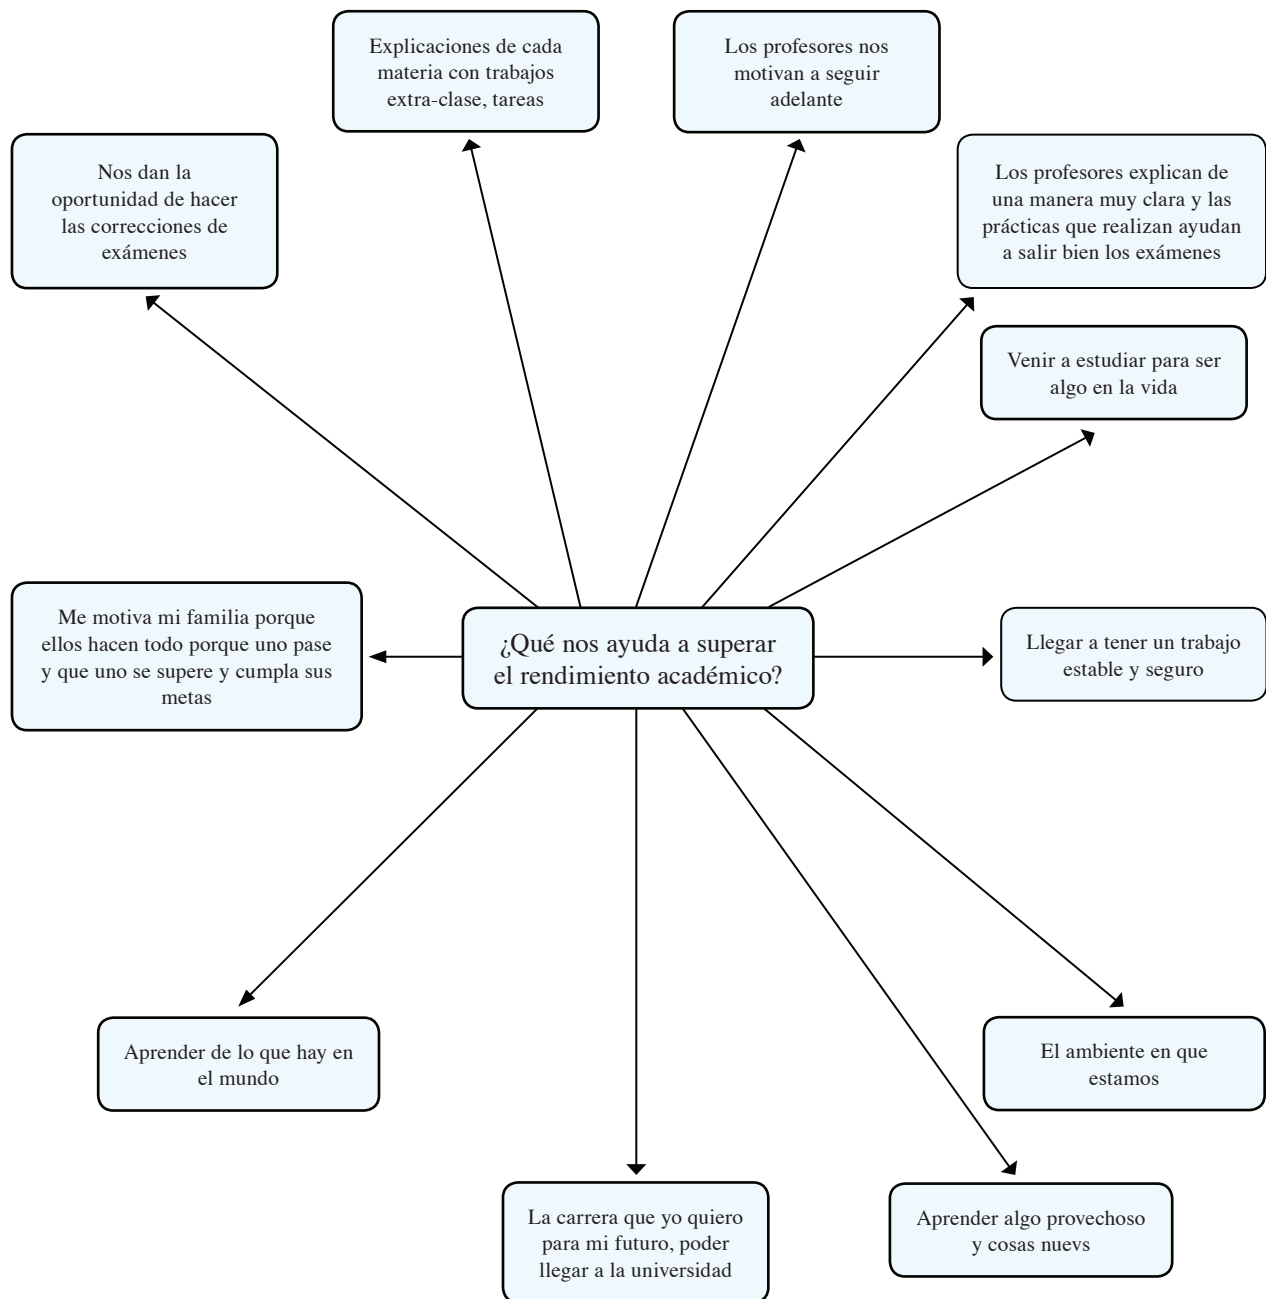 Explicaciones de cada
materia con trabajos
extra-clase, tareas
Los profesores nos
motivan a seguir
adelante
Nos dan la
oportunidad de hacer
las correcciones de
exámenes
Los profesores explican de
una manera muy clara y las
prácticas que realizan ayudan
a salir bien los exámenes
Venir a estudiar para ser
algo en la vida
Me motiva mi familia porque
ellos hacen todo porque uno pase
y que uno se supere y cumpla sus
metas
¿Qué nos ayuda a superar
el rendimiento académico?
Llegar a tener un trabajo
estable y seguro
Aprender de lo que hay en
el mundo
El ambiente en que
estamos
La carrera que yo quiero
para mi futuro, poder
llegar a la universidad
Aprender algo provechoso
y cosas nuevs